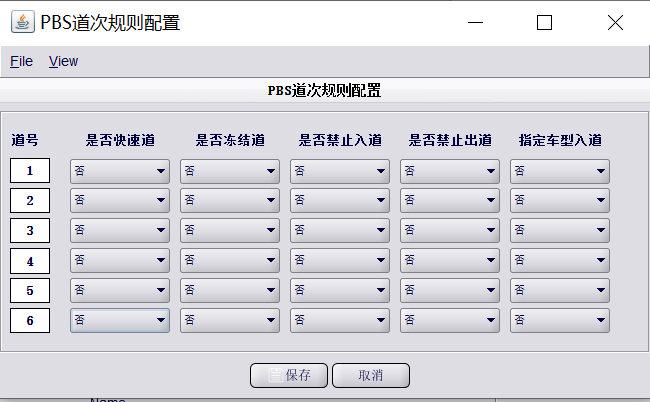 PBS道次规则配置
File View
PBS道次规则配置
道号 是否快速道 是否冻结道 是否禁止入道 是否禁止出道 指定车型入道
1 否 否 否 否 否
2 否 否 否 否 否
3 否 否 否 否 否
4 否 否 否 否 否
5 否 否 否 否 否
6 否 否 否 否 否
保存 取消
Name